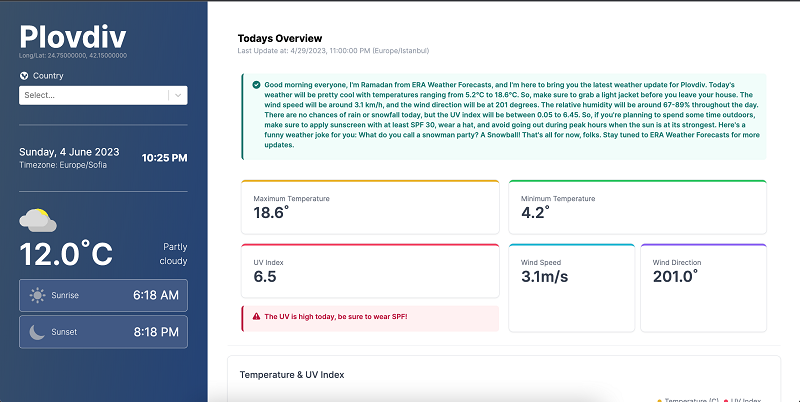 Plovdiv
Long/Lat: 24.75000000, 42.15000000
Country
Select...
Sunday, 4 June 2023
10:25 PM
Timezone: Europe/Sofia
12.0°C
Partly
cloudy
Sunrise
6:18 AM
Sunset
8:18 PM
Todays Overview
Last Update at: 4/29/2023, 11:00:00 PM (Europe/Istanbul)
Good morning everyone, I'm Ramadan from ERA Weather Forecasts, and I'm here to bring you the latest weather update for Plovdiv. Today's
weather will be pretty cool with temperatures ranging from 5.2°C to 18.6°C. So, make sure to grab a light jacket before you leave your house. The
wind speed will be around 3.1 km/h, and the wind direction will be at 201 degrees. The relative humidity will be around 67-89% throughout the day.
There are no chances of rain or snowfall today, but the UV index will be between 0.05 to 6.45. So, if you're planning to spend some time outdoors,
make sure to apply sunscreen with at least SPF 30, wear a hat, and avoid going out during peak hours when the sun is at its strongest. Here's a
funny weather joke for you: What do you call a snowman party? A Snowball! That's all for now, folks. Stay tuned to ERA Weather Forecasts for more
updates.
Maximum Temperature
18.6°
Minimum Temperature
4.2°
UV Index
6.5
Wind Speed
3.1m/s
Wind Direction
201.0°
The UV is high today, be sure to wear SPF!
Temperature & UV Index
Temperature (C)
UV Index